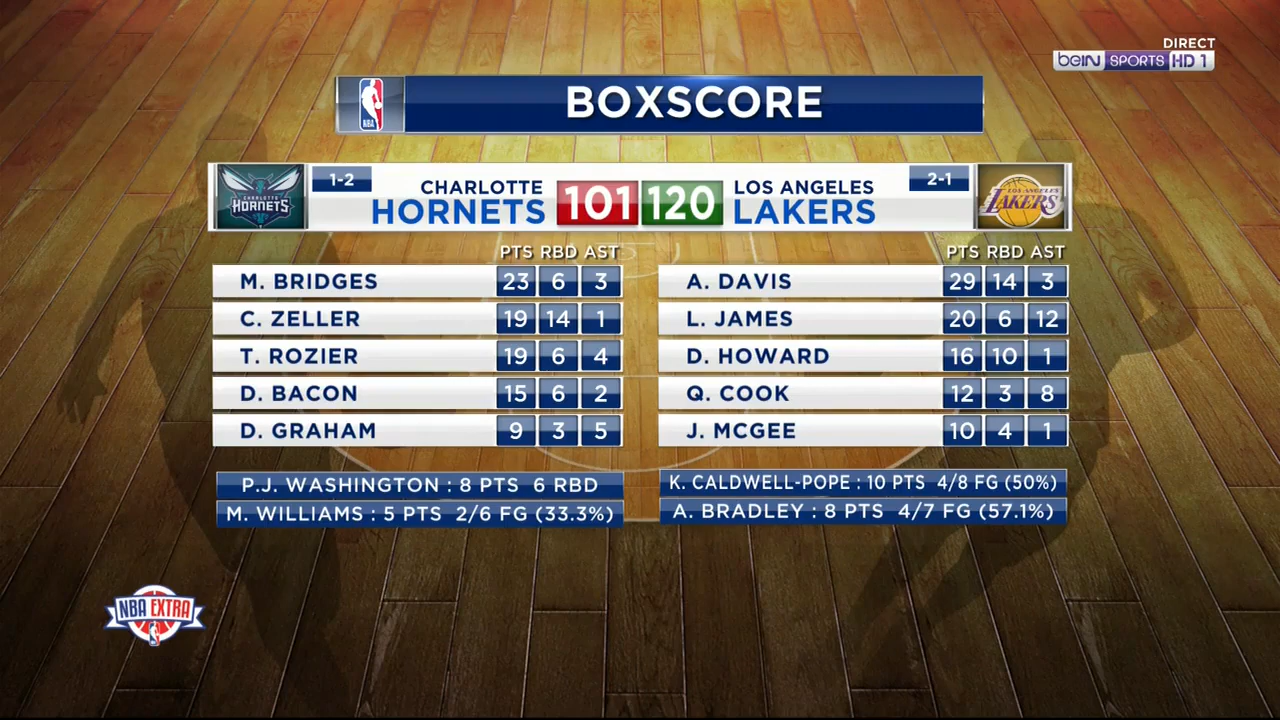 DIRECT
beIN SPORTS HD 1
NBA
BOXSCORE
CHARLOTTE HORNETS
1-2
CHARLOTTE
HORNETS
101
120
LOS ANGELES
LAKERS
2-1
LOS ANGELES
LAKERS
PTS RBD AST
M. BRIDGES 23 6 3
C. ZELLER 19 14 1
T. ROZIER 19 6 4
D. BACON 15 6 2
D. GRAHAM 9 3 5
P.J. WASHINGTON : 8 PTS 6 RBD
M. WILLIAMS : 5 PTS 2/6 FG (33.3%)
PTS RBD AST
A. DAVIS 29 14 3
L. JAMES 20 6 12
D. HOWARD 16 10 1
Q. COOK 12 3 8
J. MCGEE 10 4 1
K. CALDWELL-POPE : 10 PTS 4/8 FG (50%)
A. BRADLEY : 8 PTS 4/7 FG (57.1%)
NBA EXTRA